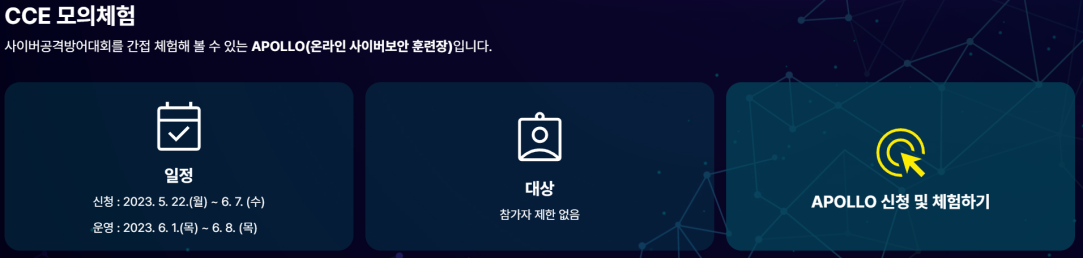 CCE 모의체험
사이버공격방어대회를 간접 체험해 볼 수 있는 APOLLO(온라인 사이버보안 훈련장)입니다.
일정
신청 : 2023. 5. 22.(월) ~ 6. 7. (수)
운영 : 2023. 6. 1.(목) ~ 6. 8. (목)
대상
참가자 제한 없음
APOLLO 신청 및 체험하기